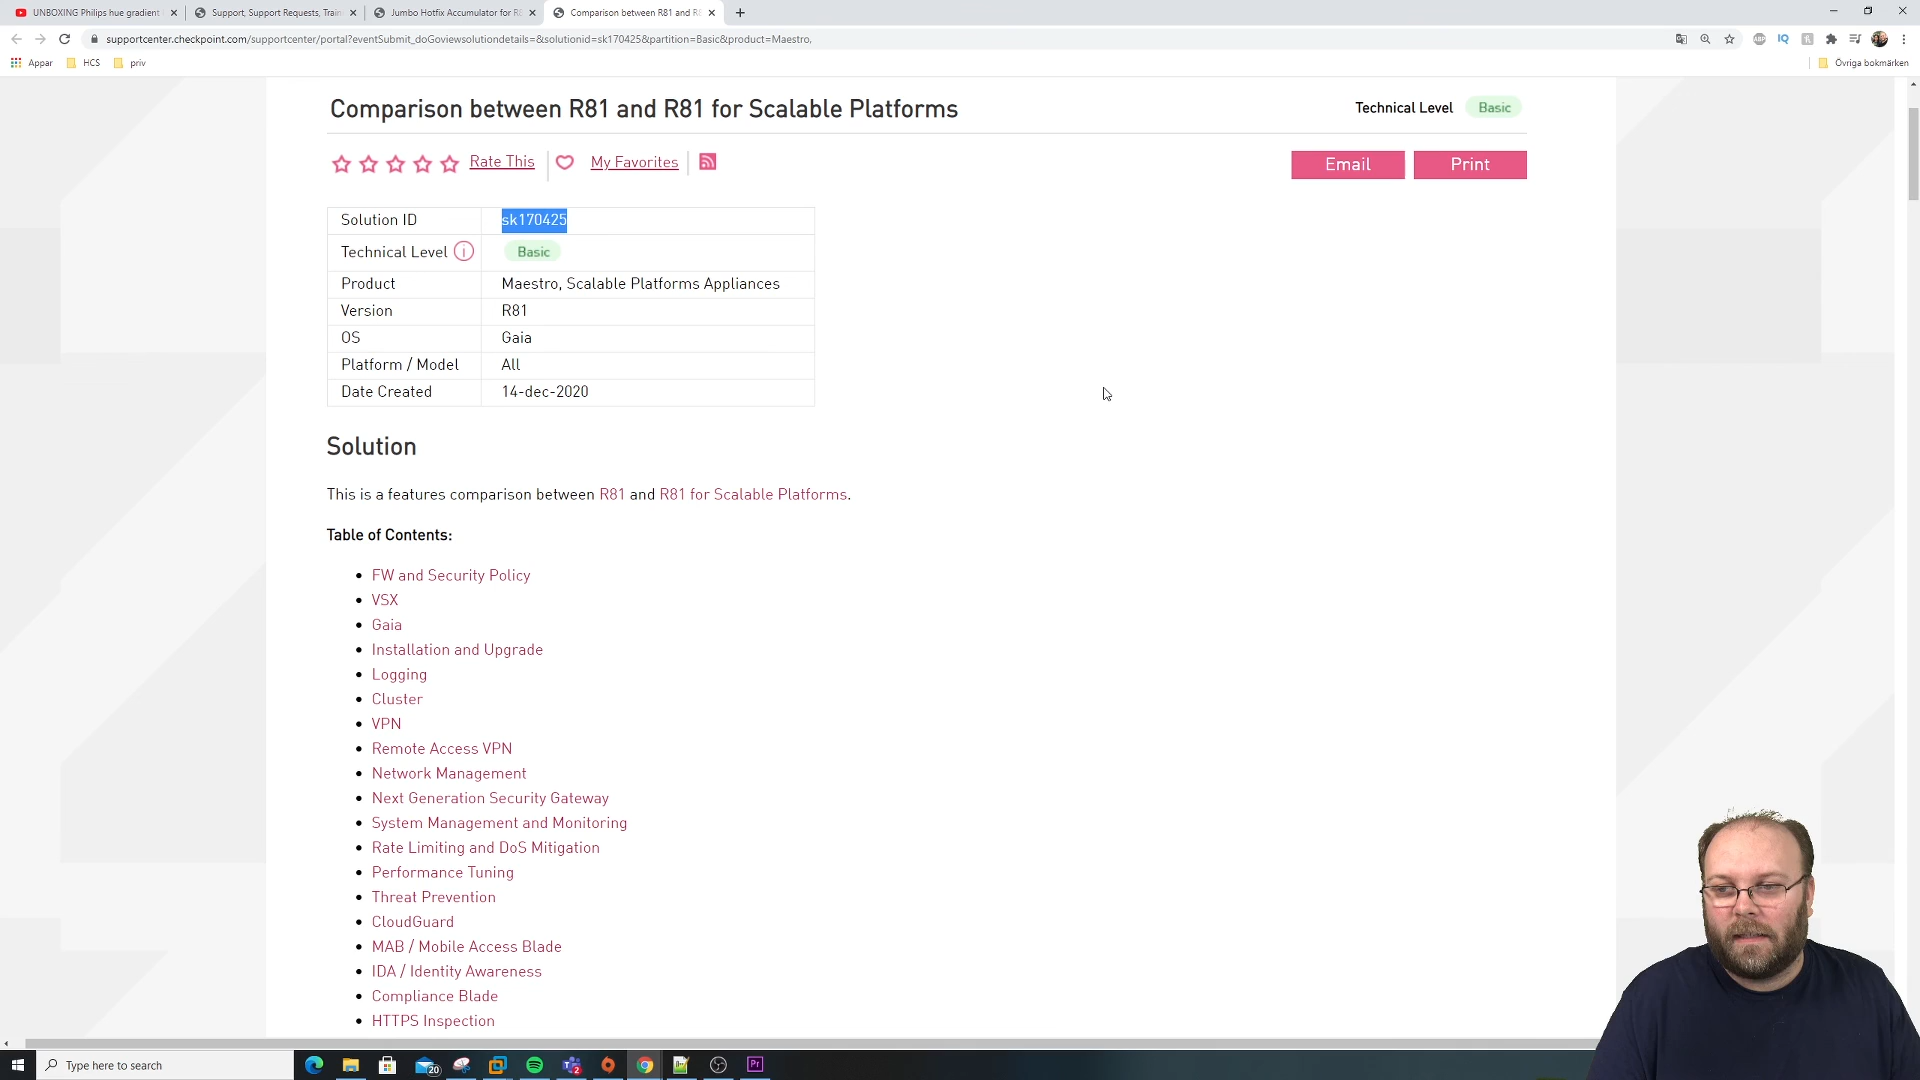 UNBOXING Philips hue gradient
Support, Support Requests, Train
Jumbo Hotfix Accumulator for R8
Comparison between R81 and R8
supportcenter.checkpoint.com/supportcenter/portal?eventSubmit_doGoviewsolutiondetails=&solutionid=sk170425&partition=Basic&product=Maestro,
ABP
IQ
Appar
HCS
priv
Övriga bokmärken
Comparison between R81 and R81 for Scalable Platforms
Technical Level Basic
Rate This
My Favorites
Email
Print
Solution ID sk170425
Technical Level i Basic
Product Maestro, Scalable Platforms Appliances
Version R81
OS Gaia
Platform / Model All
Date Created 14-dec-2020
Solution
This is a features comparison between R81 and R81 for Scalable Platforms.
Table of Contents:
• FW and Security Policy
• VSX
• Gaia
• Installation and Upgrade
• Logging
• Cluster
• VPN
• Remote Access VPN
• Network Management
• Next Generation Security Gateway
• System Management and Monitoring
• Rate Limiting and DoS Mitigation
• Performance Tuning
• Threat Prevention
• CloudGuard
• MAB / Mobile Access Blade
• IDA / Identity Awareness
• Compliance Blade
• HTTPS Inspection
Type here to search
20
2
Pr